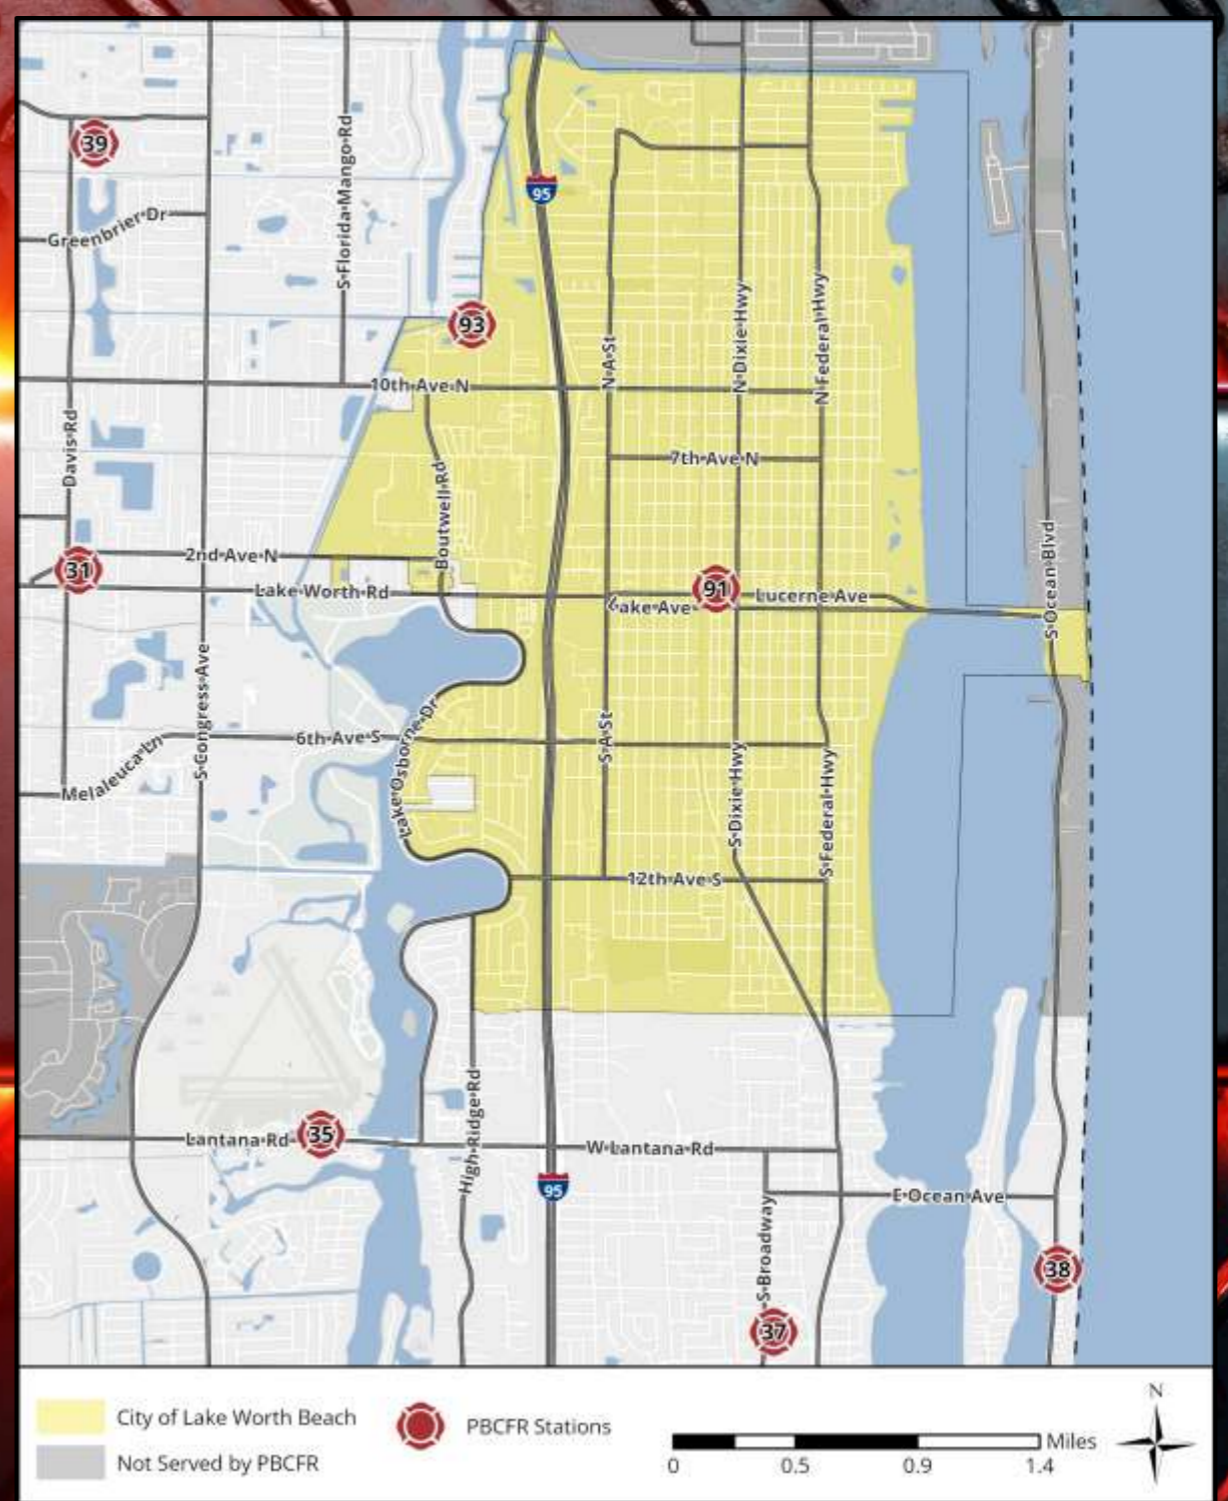 39
S Florida Mango Rd
95
Greenbrier Dr
93
N A St
N Dixie Hwy
N Federal Hwy
10th Ave N
Davis Rd
7th Ave N
Boutwell Rd
S Ocean Blvd
2nd Ave N
31
Lake Worth Rd
91
Lucerne Ave
Lake Ave
S Congress Ave
6th Ave S
Lake Osborne Dr
S A St
S Dixie Hwy
S Federal Hwy
Melaleuca Ln
12th Ave S
High Ridge Rd
Lantana Rd
35
W Lantana Rd
95
E Ocean Ave
S Broadway
38
37
City of Lake Worth Beach
PBCFR Stations
Not Served by PBCFR
Miles
0 0.5 0.9 1.4
N